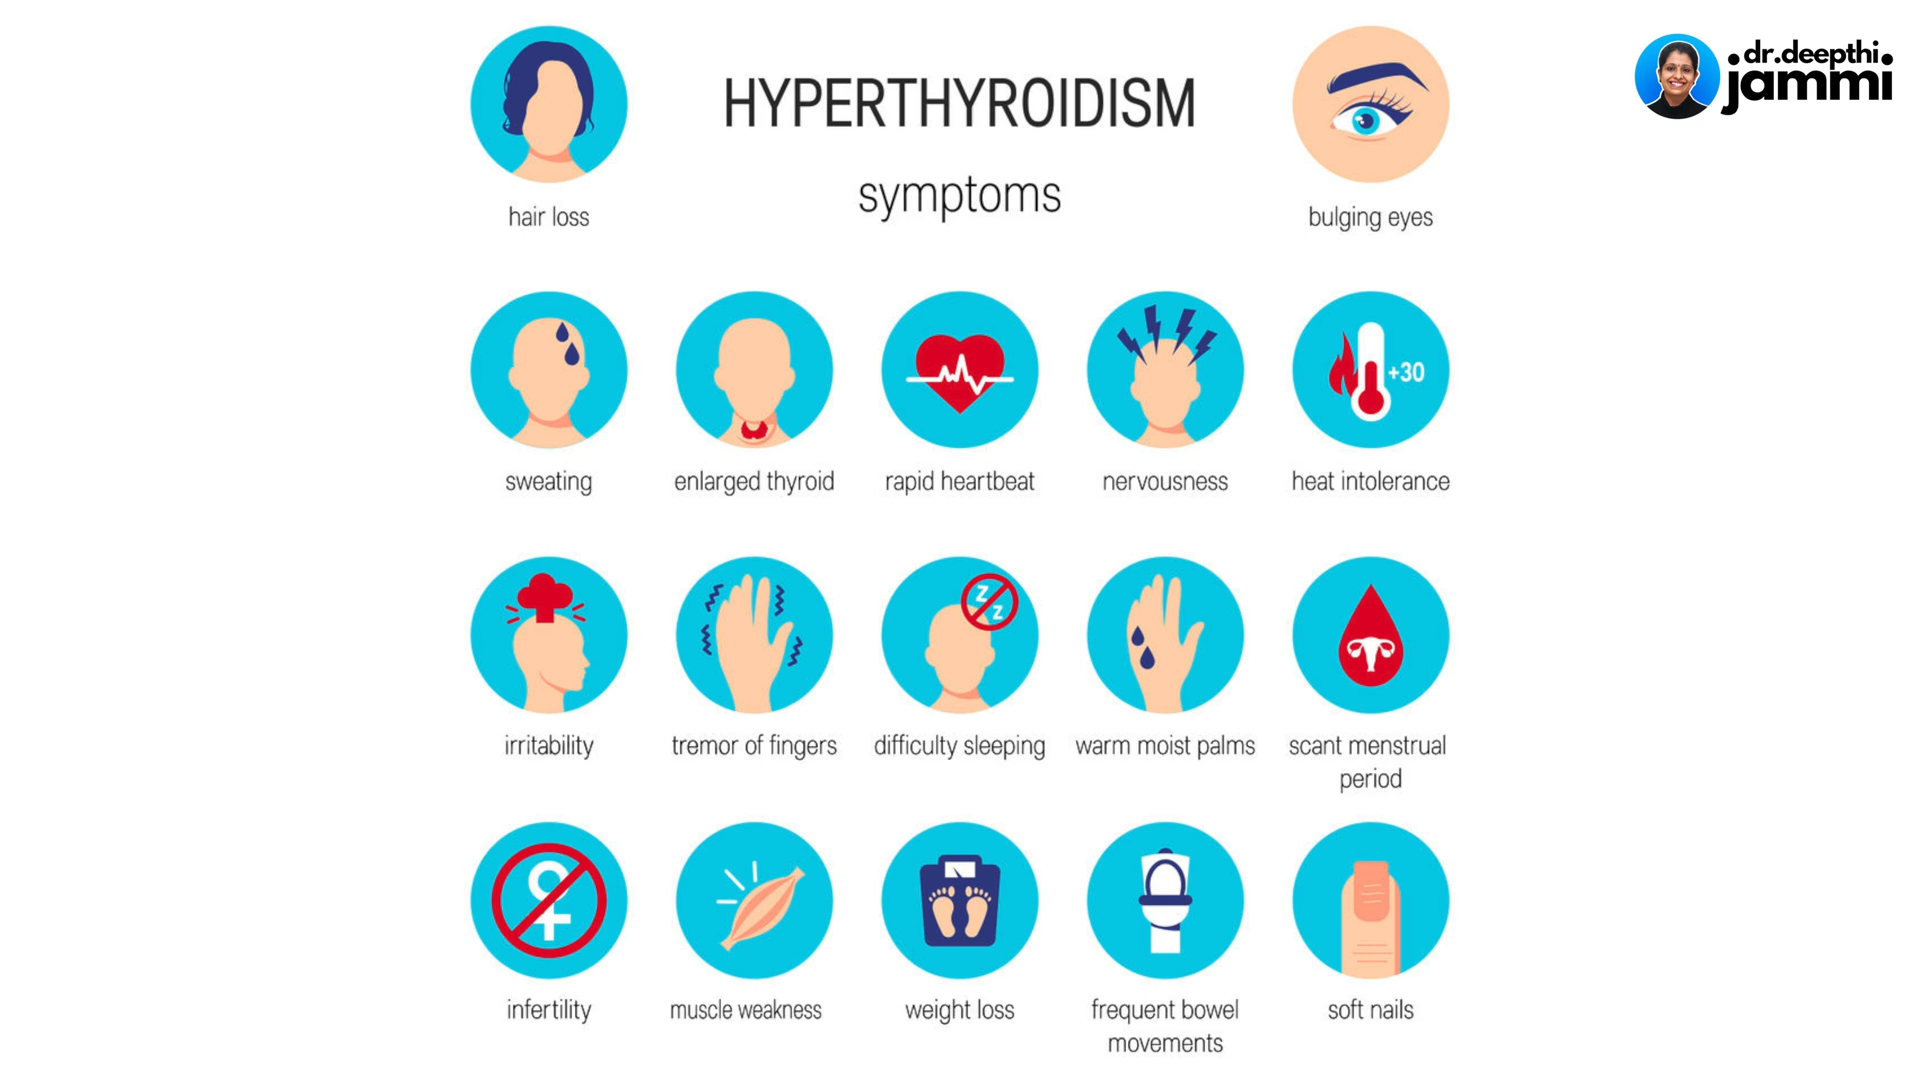 HYPERTHYROIDISM
symptoms
dr.deepthi
jammi
hair loss
bulging eyes
+30
sweating
enlarged thyroid
rapid heartbeat
nervousness
heat intolerance
z
z
irritability
tremor of fingers
difficulty sleeping
warm moist palms
scant menstrual
period
infertility
muscle weakness
weight loss
frequent bowel
movements
soft nails